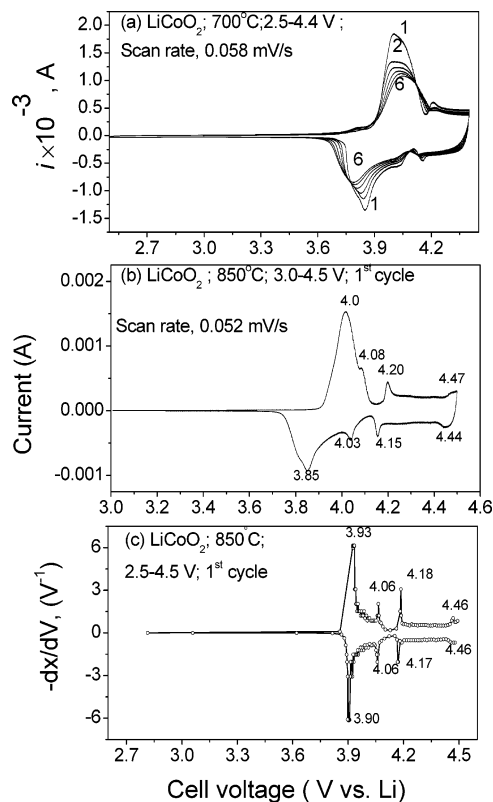 (a) LiCoO2; 700°C;2.5-4.4 V ;
Scan rate, 0.058 mV/s
1
2
6
6
1
2.0
1.5
1.0
0.5
0.0
-0.5
-1.0
-1.5
i ×10^-3 , A
2.7 3.0 3.3 3.6 3.9 4.2
(b) LiCoO2 ; 850°C; 3.0-4.5 V; 1st cycle
Scan rate, 0.052 mV/s
4.0
4.08
4.20
4.47
3.85
4.03
4.15
4.44
0.002
0.001
0.000
-0.001
Current (A)
3.0 3.2 3.4 3.6 3.8 4.0 4.2 4.4 4.6
(c) LiCoO2; 850°C;
2.5-4.5 V; 1st cycle
3.93
4.06
4.18
4.46
3.90
4.06
4.17
4.46
6
3
0
-3
-6
-dx/dV, (V^-1)
2.7 3.0 3.3 3.6 3.9 4.2 4.5
Cell voltage ( V vs. Li)